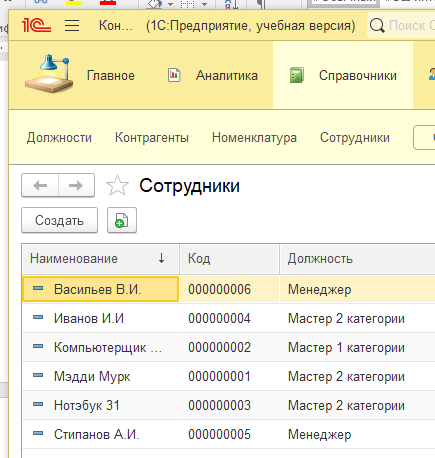 1С Кон... (1С:Предприятие, учебная версия) Поиск С
Главное Аналитика Справочники
Должности Контрагенты Номенклатура Сотрудники
Сотрудники
Создать
Наименование ↓ Код Должность
Васильев В.И. 000000006 Менеджер
Иванов И.И 000000004 Мастер 2 категории
Компьютерщик ... 000000002 Мастер 1 категории
Мэдди Мурк 000000001 Мастер 2 категории
Нотэбук 31 000000003 Мастер 2 категории
Стипанов А.И. 000000005 Менеджер